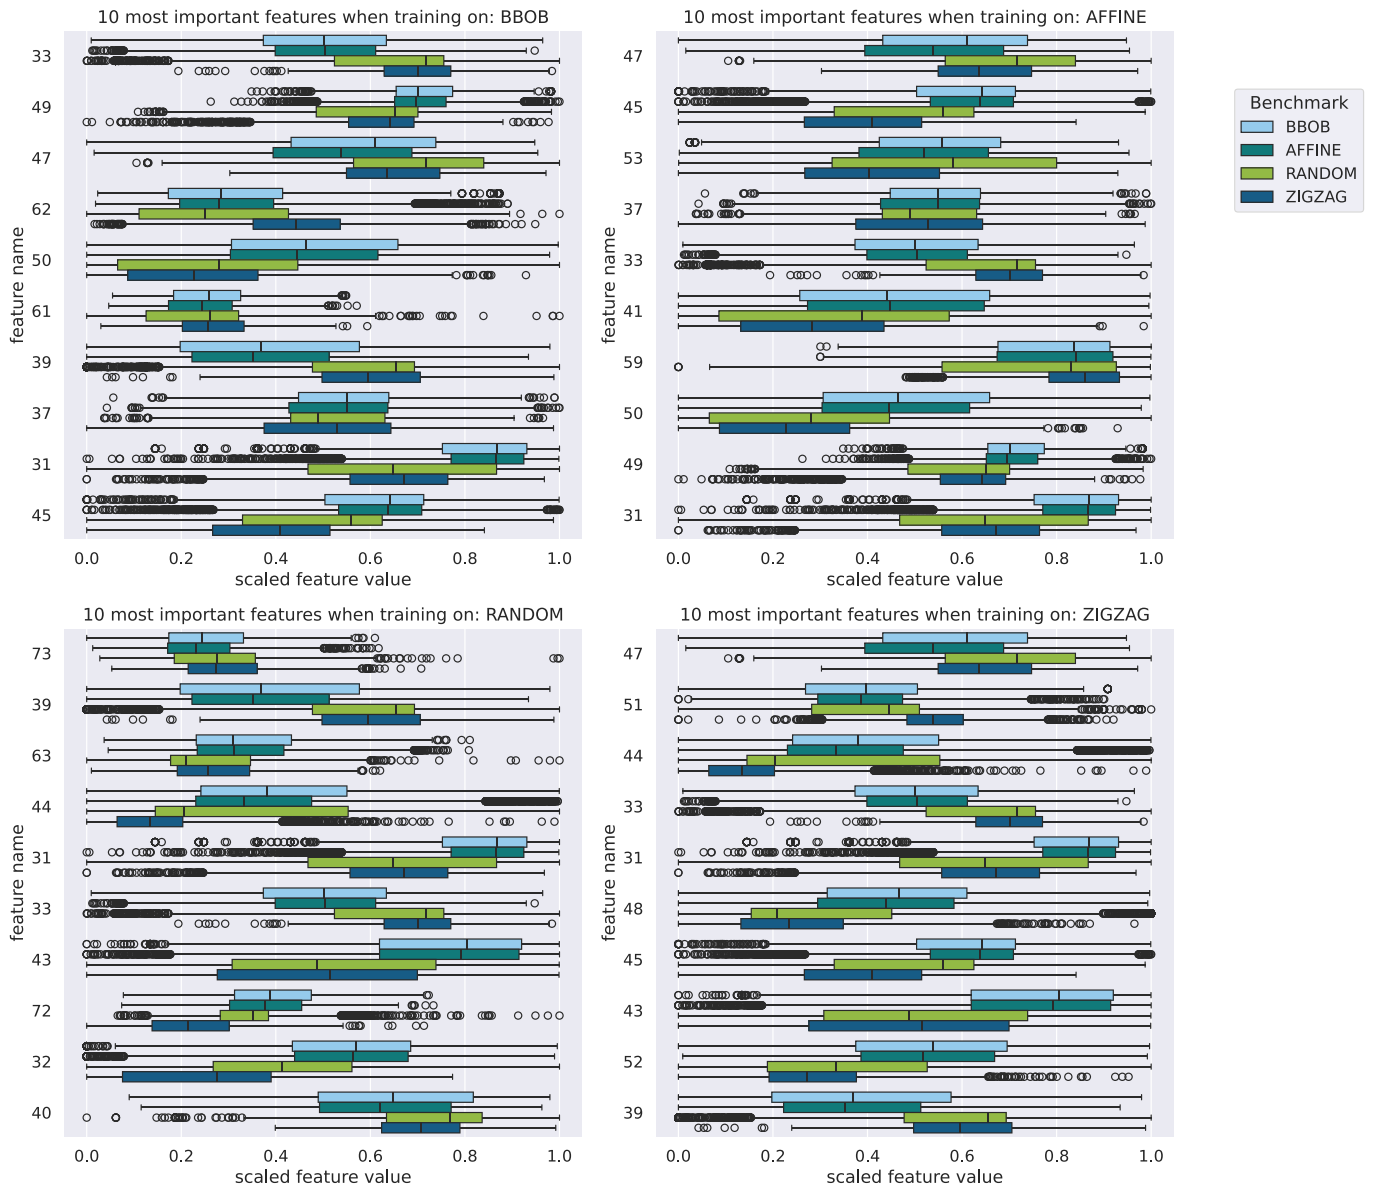 10 most important features when training on: BBOB
feature name
33
49
47
62
50
61
39
37
31
45
0.0 0.2 0.4 0.6 0.8 1.0
scaled feature value
10 most important features when training on: AFFINE
feature name
47
45
53
37
33
41
59
50
49
31
0.0 0.2 0.4 0.6 0.8 1.0
scaled feature value
Benchmark
BBOB
AFFINE
RANDOM
ZIGZAG
10 most important features when training on: RANDOM
feature name
73
39
63
44
31
33
43
72
32
40
0.0 0.2 0.4 0.6 0.8 1.0
scaled feature value
10 most important features when training on: ZIGZAG
feature name
47
51
44
33
31
48
45
43
52
39
0.0 0.2 0.4 0.6 0.8 1.0
scaled feature value